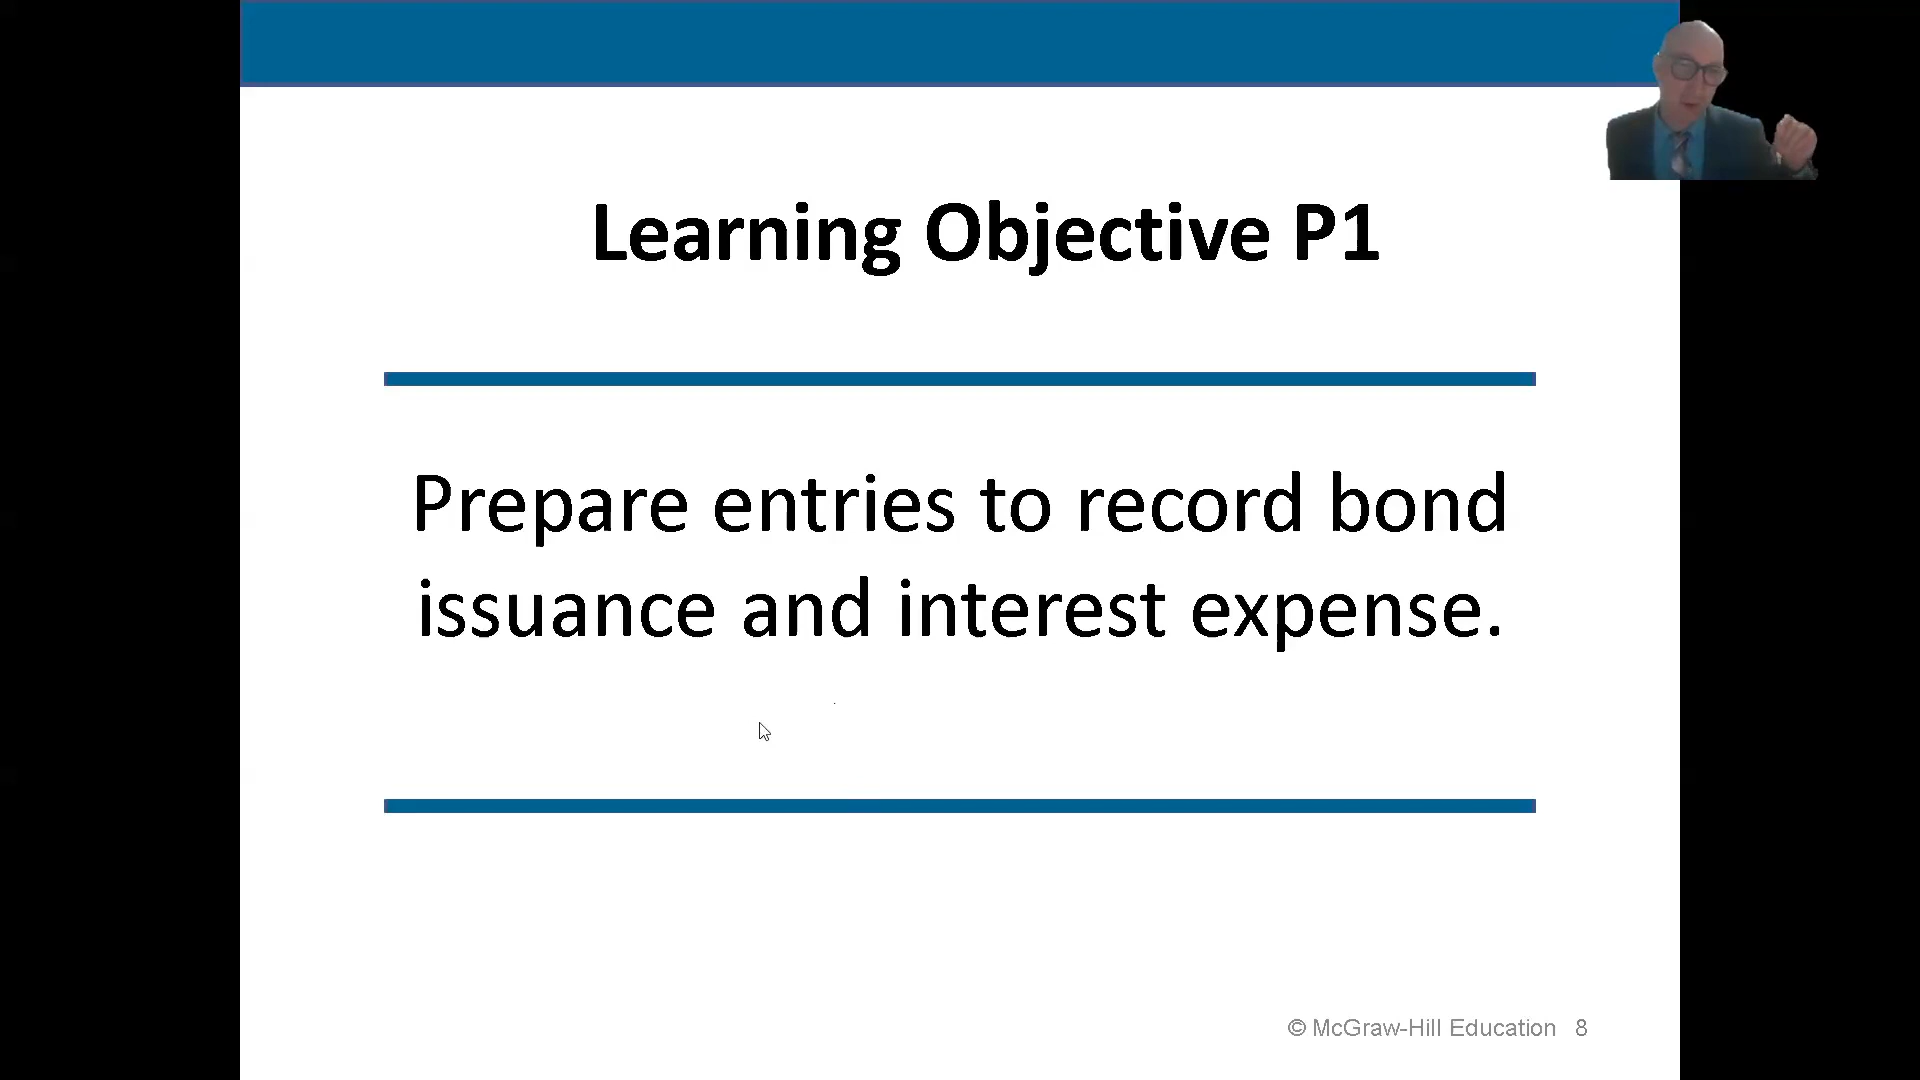 Learning Objective P1
Prepare entries to record bond
issuance and interest expense.
© McGraw-Hill Education 8